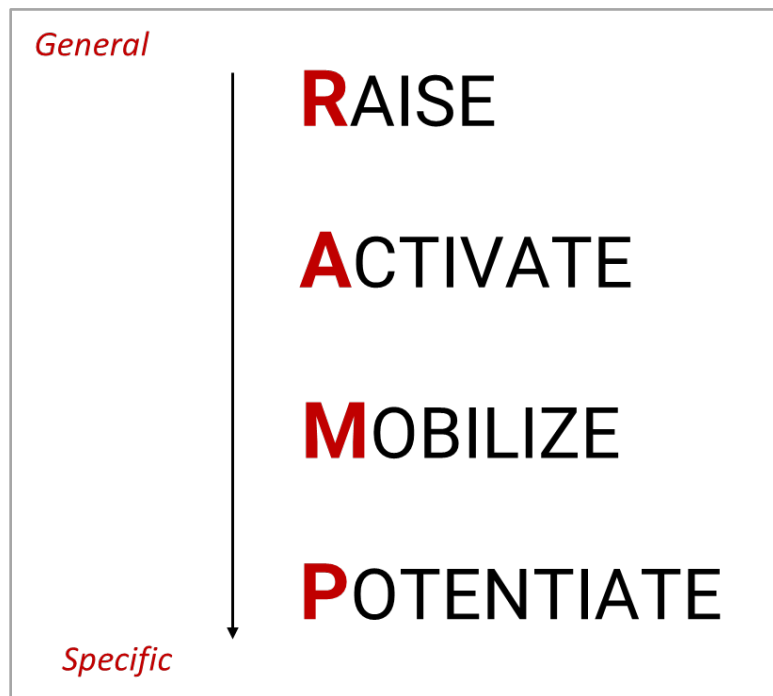 General
RAISE
ACTIVATE
MOBILIZE
POTENTIATE
Specific